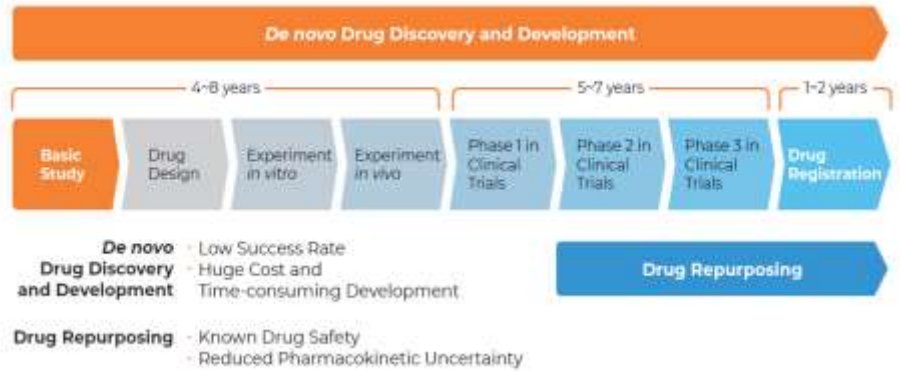 De novo Drug Discovery and Development
4~8 years
5~7 years
1~2 years
Basic
Study
Drug
Design
Experiment
in vitro
Experiment
in vivo
Phase 1 in
Clinical
Trials
Phase 2 in
Clinical
Trials
Phase 3 in
Clinical
Trials
Drug
Registration
De novo
Drug Discovery
and Development
· Low Success Rate
· Huge Cost and
Time-consuming Development
Drug Repurposing
Drug Repurposing
· Known Drug Safety
· Reduced Pharmacokinetic Uncertainty